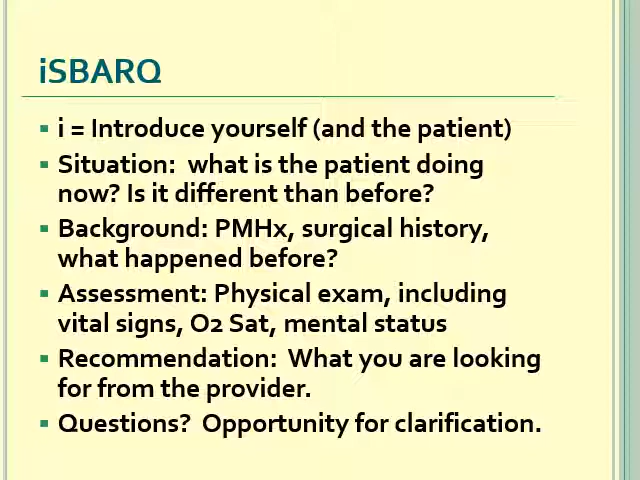 iSBARQ
▪ i = Introduce yourself (and the patient)
▪ Situation:  what is the patient doing
now? Is it different than before?
▪ Background: PMHx, surgical history,
what happened before?
▪ Assessment: Physical exam, including
vital signs, O2 Sat, mental status
▪ Recommendation:  What you are looking
for from the provider.
▪ Questions?  Opportunity for clarification.